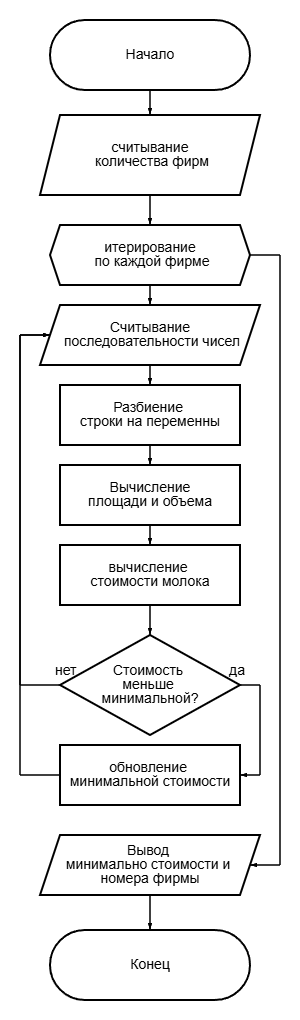 Начало
считывание
количества фирм
итерирование
по каждой фирме
Считывание
последовательности чисел
Разбиение
строки на переменны
Вычисление
площади и объема
вычисление
стоимости молока
нет
Стоимость
меньше
минимальной?
да
обновление
минимальной стоимости
Вывод
минимально стоимости и
номера фирмы
Конец